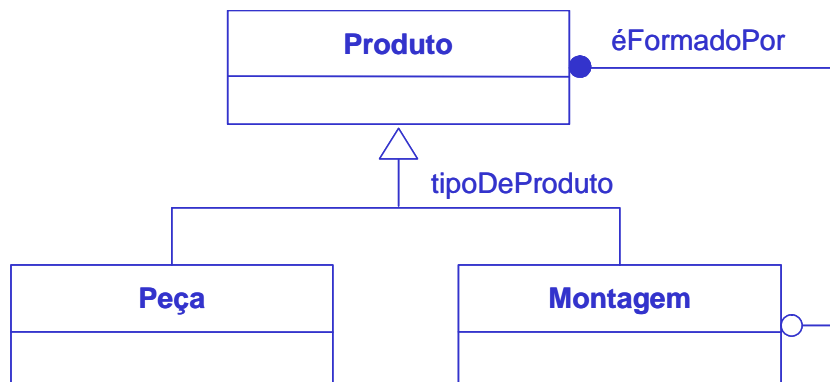 Produto
éFormadoPor
tipoDeProduto
Peça
Montagem